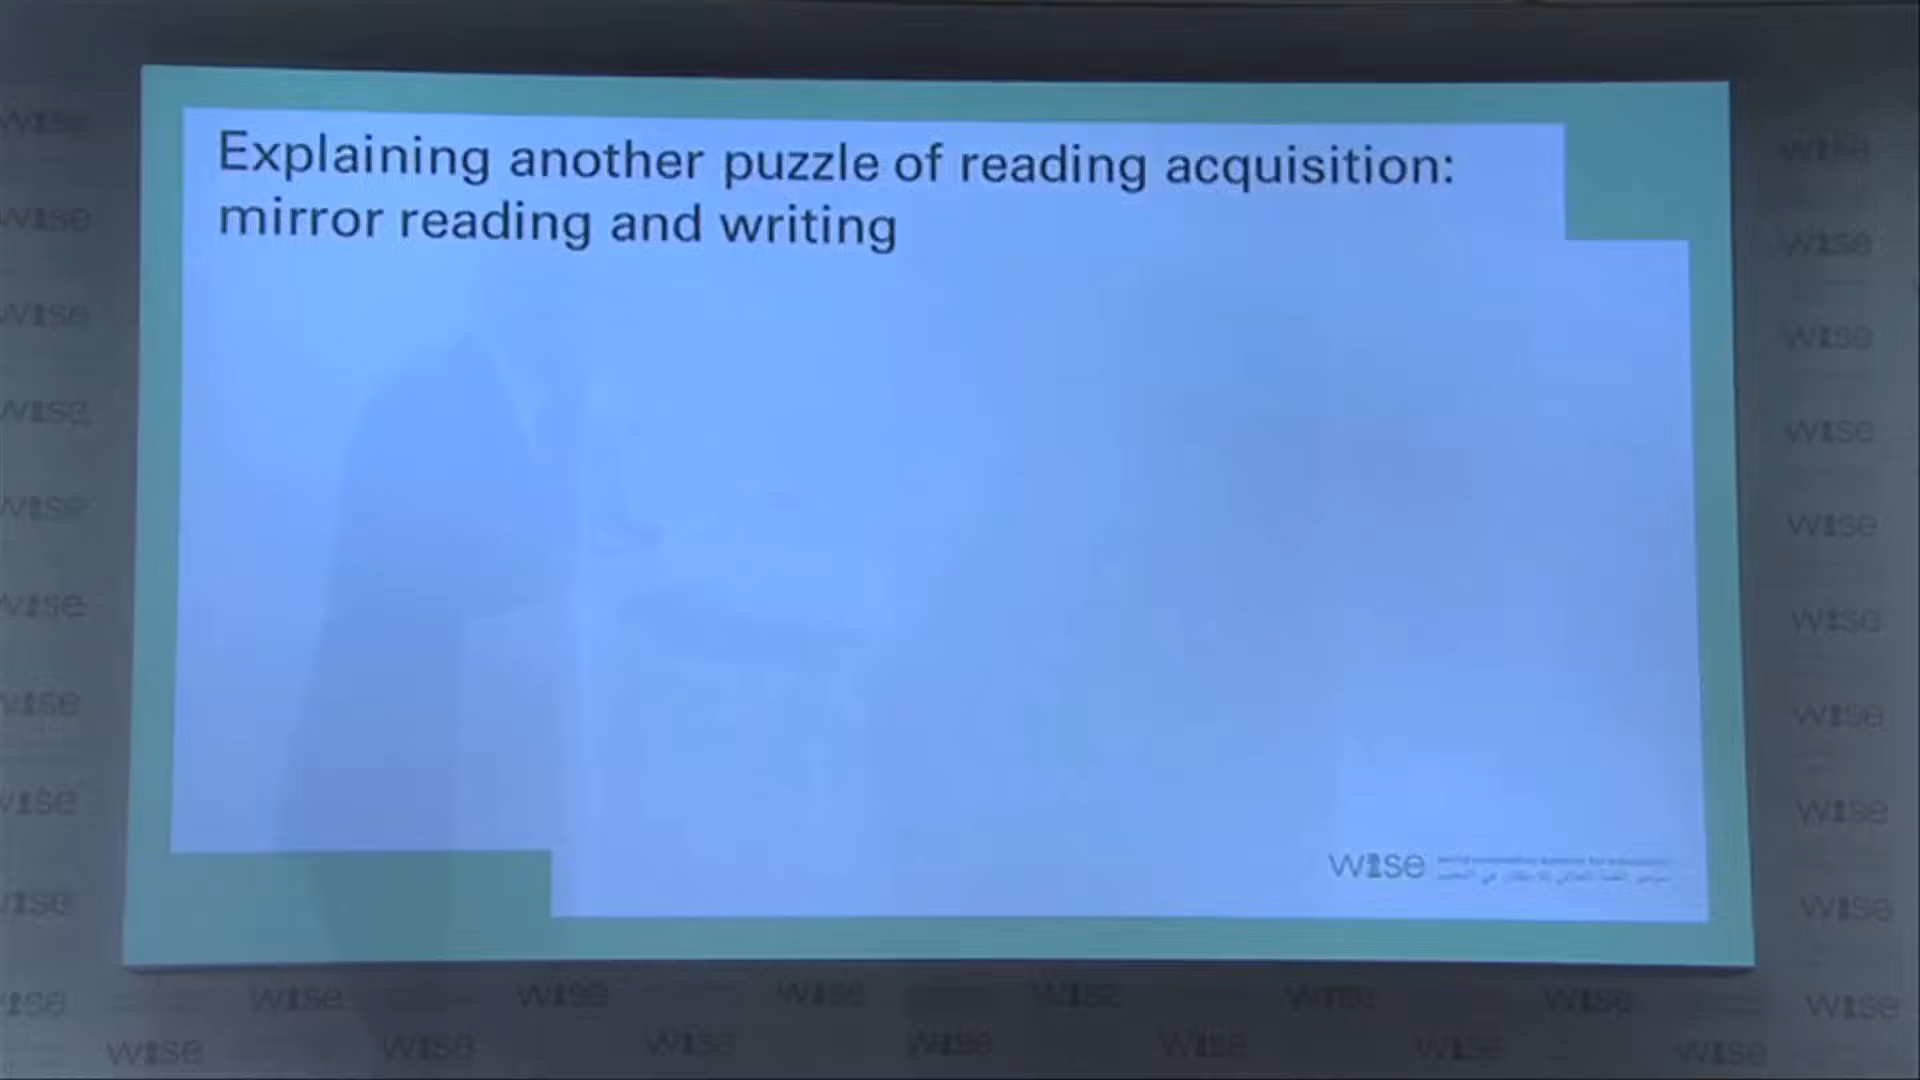 Explaining another puzzle of reading acquisition:
mirror reading and writing
wise